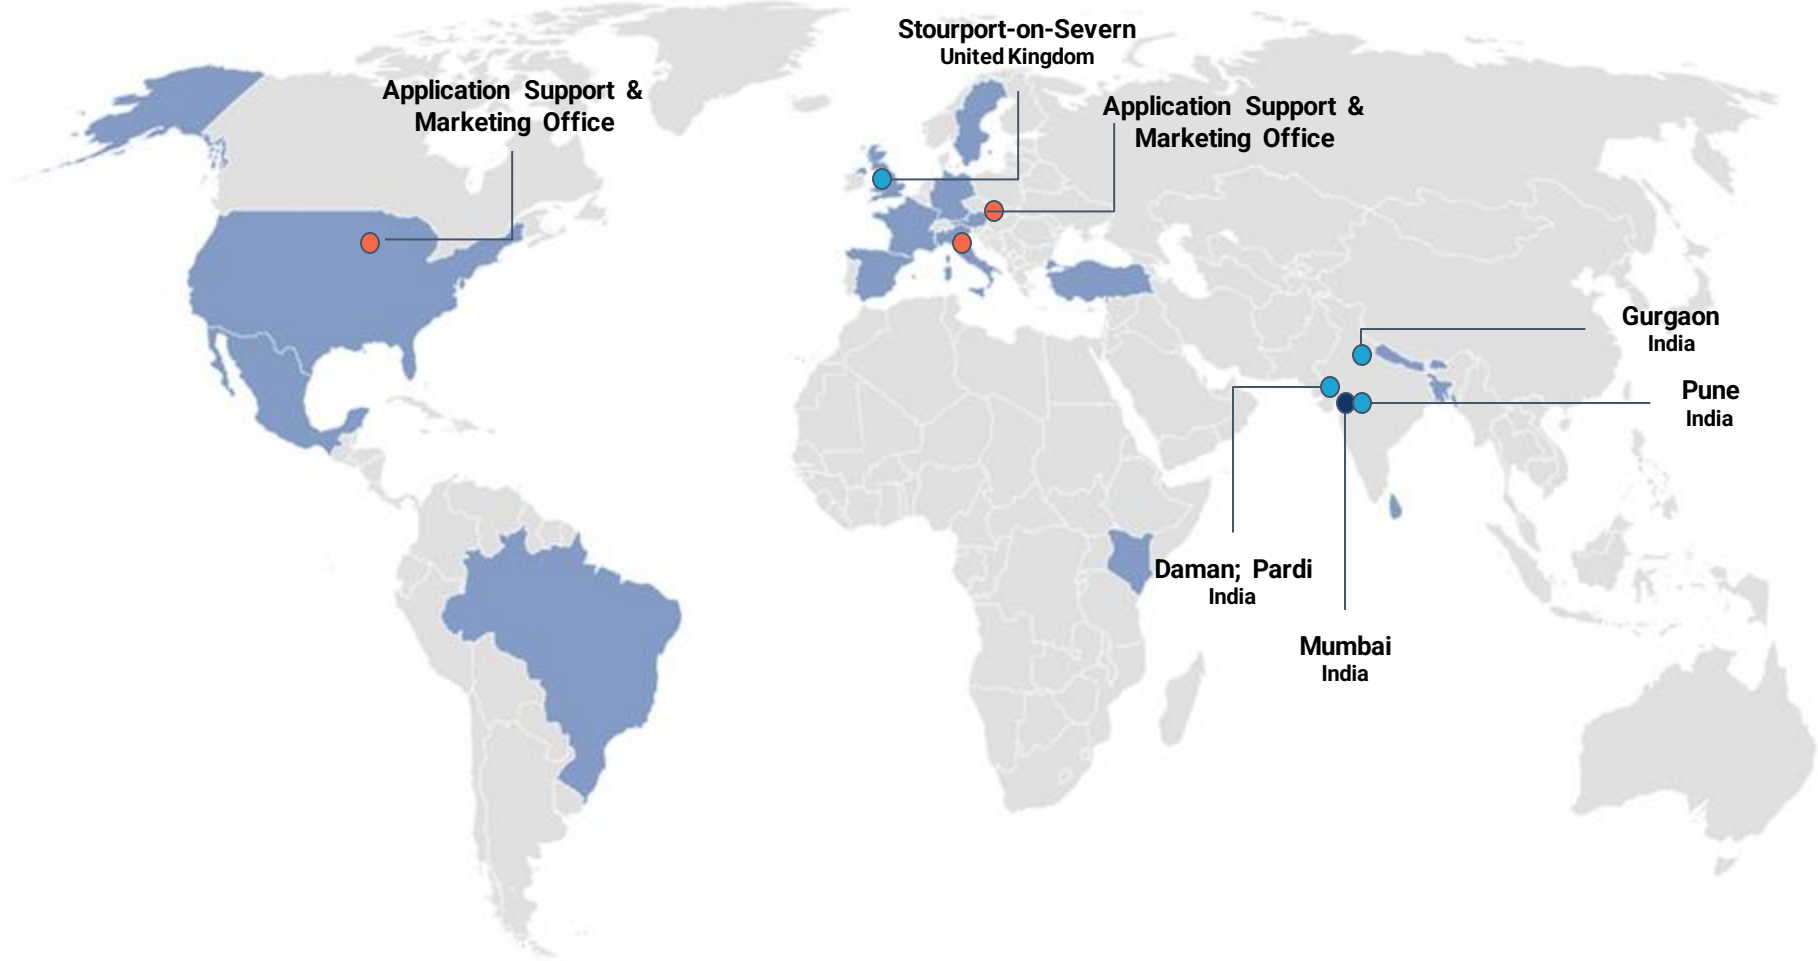 Stourport-on-Severn
United Kingdom
Application Support &
Marketing Office
Application Support &
Marketing Office
Gurgaon
India
Pune
India
Daman; Pardi
India
Mumbai
India